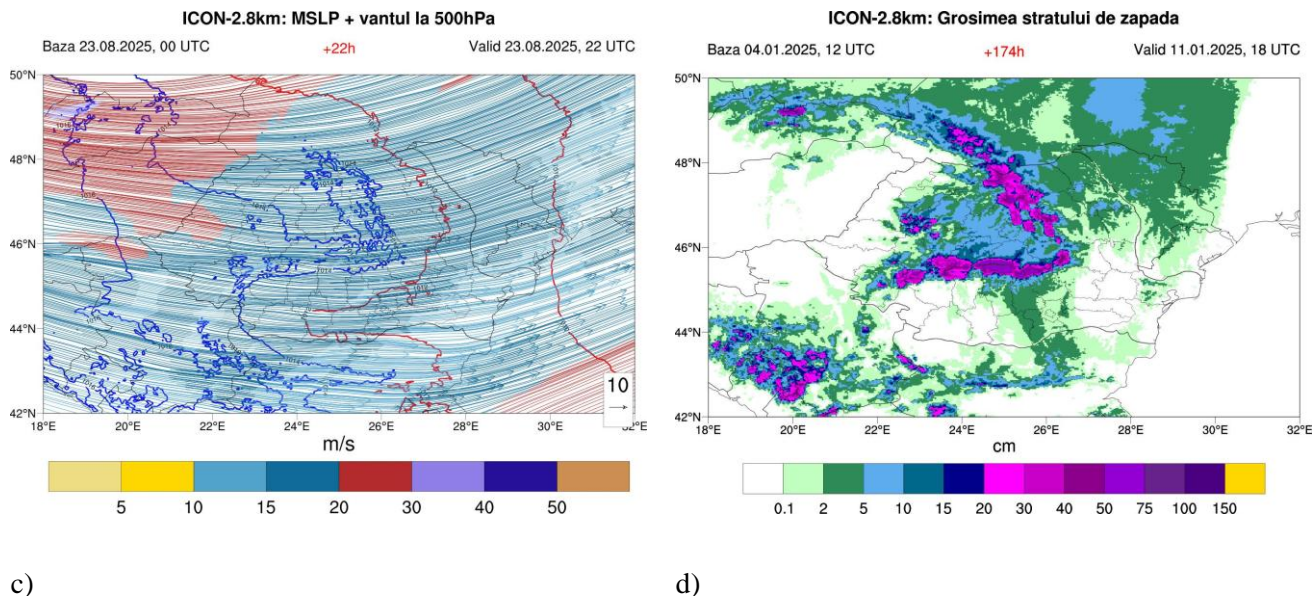 ICON-2.8km: MSLP + vantul la 500hPa
Baza 23.08.2025, 00 UTC +22h Valid 23.08.2025, 22 UTC
50°N
48°N
46°N
44°N
42°N
18°E 20°E 22°E 24°E 26°E 28°E 30°E 32°E
10
m/s
5 10 15 20 30 40 50
c)
ICON-2.8km: Grosimea stratului de zapada
Baza 04.01.2025, 12 UTC +174h Valid 11.01.2025, 18 UTC
50°N
48°N
46°N
44°N
42°N
18°E 20°E 22°E 24°E 26°E 28°E 30°E 32°E
cm
0.1 2 5 10 15 20 30 40 50 75 100 150
d)